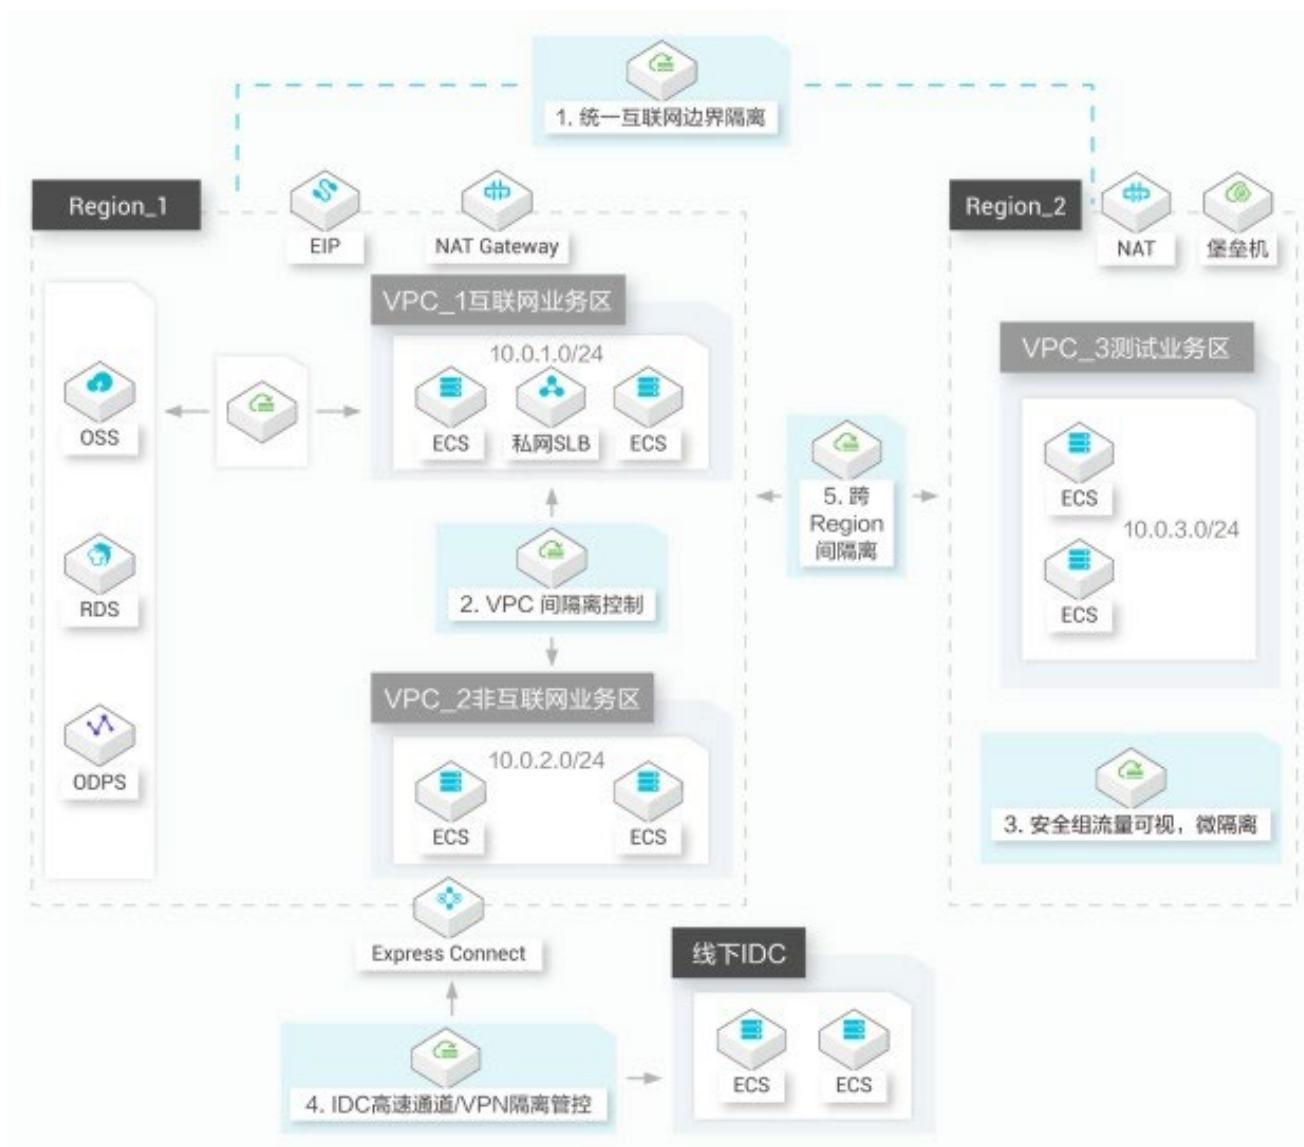 1. 统一互联网边界隔离
Region_1
EIP
NAT Gateway
Region_2
NAT
堡垒机
VPC_1互联网业务区
10.0.1.0/24
ECS
私网SLB
ECS
OSS
RDS
ODPS
2. VPC 间隔离控制
VPC_2非互联网业务区
10.0.2.0/24
ECS
ECS
5. 跨
Region
间隔离
VPC_3测试业务区
ECS
10.0.3.0/24
ECS
3. 安全组流量可视，微隔离
Express Connect
线下IDC
ECS
ECS
4. IDC高速通道/VPN隔离管控